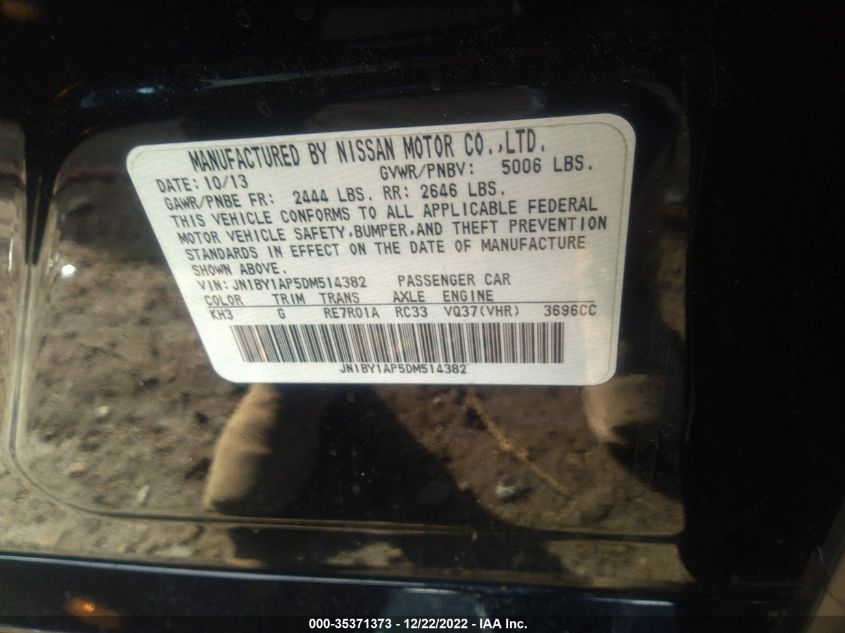 MANUFACTURED BY NISSAN MOTOR CO.,LTD.
DATE: 10/13 GVWR/PNBV: 5006 LBS.
GAWR/PNBE FR: 2444 LBS. RR: 2646 LBS.
THIS VEHICLE CONFORMS TO ALL APPLICABLE FEDERAL
MOTOR VEHICLE SAFETY,BUMPER,AND THEFT PREVENTION
STANDARDS IN EFFECT ON THE DATE OF MANUFACTURE
SHOWN ABOVE.
VIN: JN1BY1AP5DM514382 PASSENGER CAR
COLOR TRIM TRANS AXLE ENGINE
KH3 G RE7R01A RC33 VQ37(VHR) 3696CC
JN1BY1AP5DM514382
000-35371373 - 12/22/2022 - IAA Inc.